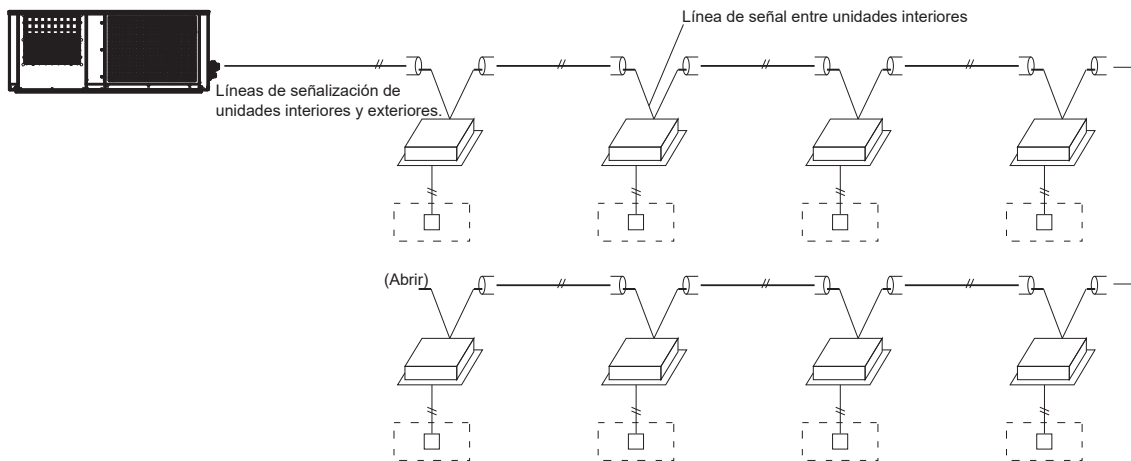 Línea de señal entre unidades interiores
Líneas de señalización de
unidades interiores y exteriores.
(Abrir)